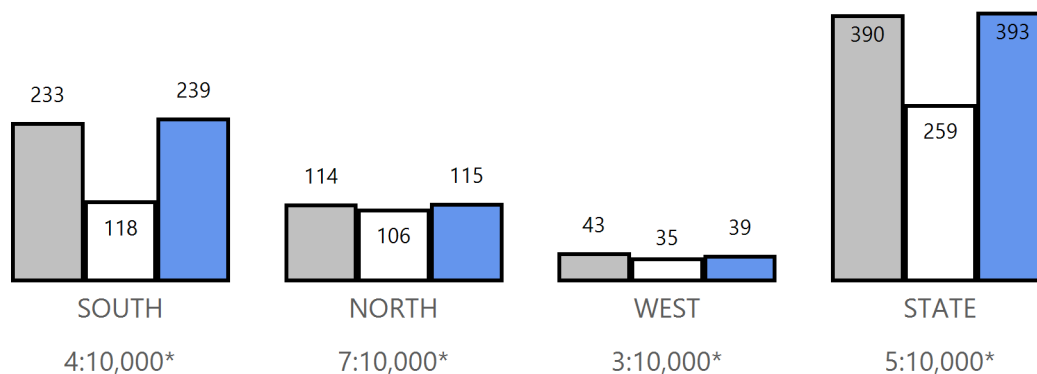 390 393
233 239
259
114 115
118 106 43 35 39
SOUTH NORTH WEST STATE
4:10,000* 7:10,000* 3:10,000* 5:10,000*